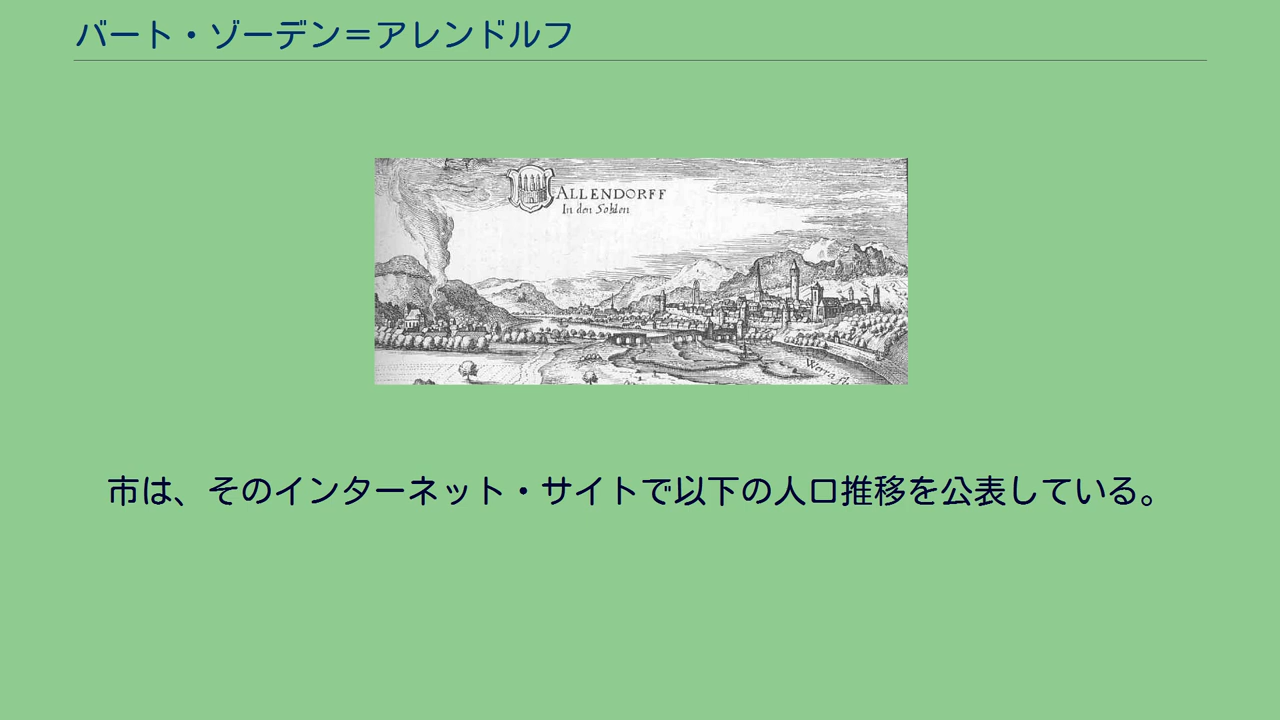 バート・ゾーデン＝アレンドルフ
ALLENDORFF
In den Sohlen
市は、そのインターネット・サイトで以下の人口推移を公表している。